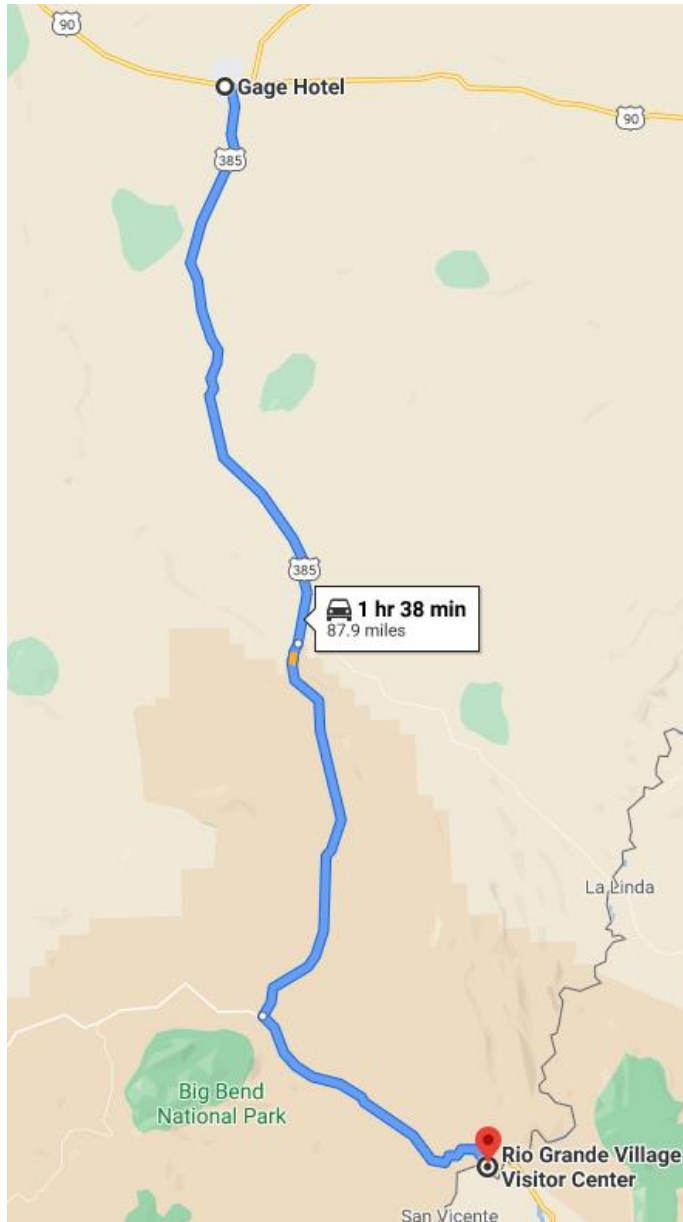 90
Gage Hotel
90
385
385
1 hr 38 min
87.9 miles
La Linda
Big Bend
National Park
Rio Grande Village
Visitor Center
San Vicente